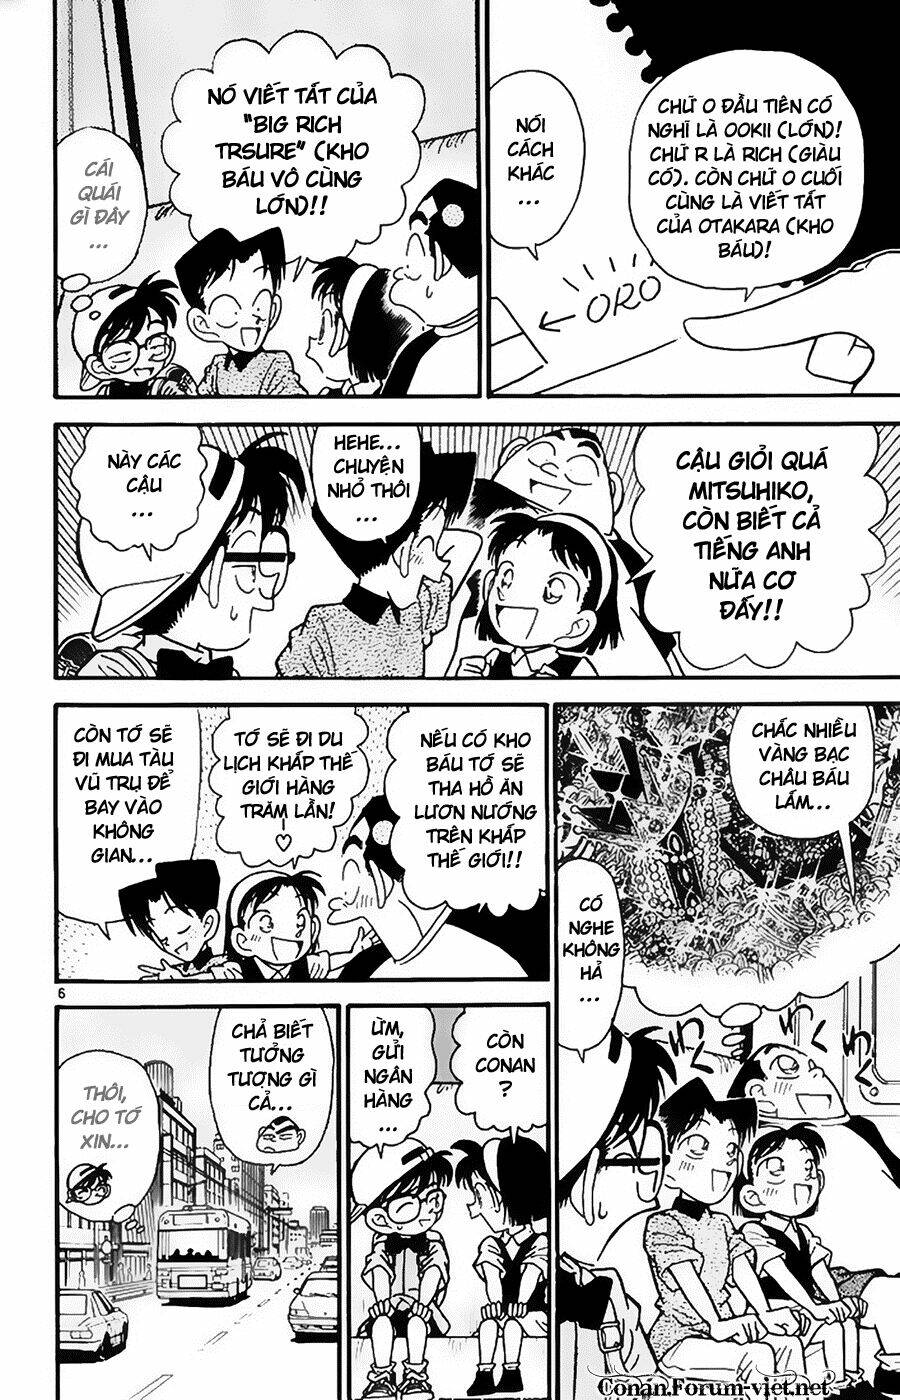 CHỮ O ĐẦU TIÊN CÓ
NGHĨ LÀ OOKII (LỚN)!
CHỮ R LÀ RICH (GIÀU
CÓ). CÒN CHỮ O CUỐI
CÙNG LÀ VIẾT TẮT
CỦA OTAKARA (KHO
BÁU)!
NÓI
CÁCH
KHÁC
...
← ORO
NÓ VIẾT TẮT CỦA
"BIG RICH
TRSURE" (KHO
BÁU VÔ CÙNG
LỚN)!!
CÁI
QUÁI
GÌ ĐÂY
...
CẬU GIỎI QUÁ
MITSUHIKO,
CÒN BIẾT CẢ
TIẾNG ANH
NỮA CƠ
ĐẤY!!
HEHE...
CHUYỆN
NHỎ THÔI
...
NÀY CÁC
CẬU
...
CHẮC NHIỀU
VÀNG BẠC
CHÂU BÁU
LẮM...
CÓ
NGHE
KHÔNG
HẢ
...
わく
わく
NẾU CÓ KHO
BÁU TỚ SẼ
THA HỒ ĂN
LƯƠN NƯỚNG
TRÊN KHẮP
THẾ GIỚI!!
TỚ SẼ ĐI DU
LỊCH KHẮP THẾ
GIỚI HÀNG
TRĂM LẦN!
♡
CÒN TỚ SẼ
ĐI MUA TÀU
VŨ TRỤ ĐỂ
BAY VÀO
KHÔNG
GIAN...
CÒN
CONAN
?
ỪM,
GỬI
NGÂN
HÀNG
...
CHẢ BIẾT
TƯỞNG
TƯỢNG GÌ
CẢ...
THÔI,
CHO TỚ
XIN...
6
Conan.Forum-viet.net